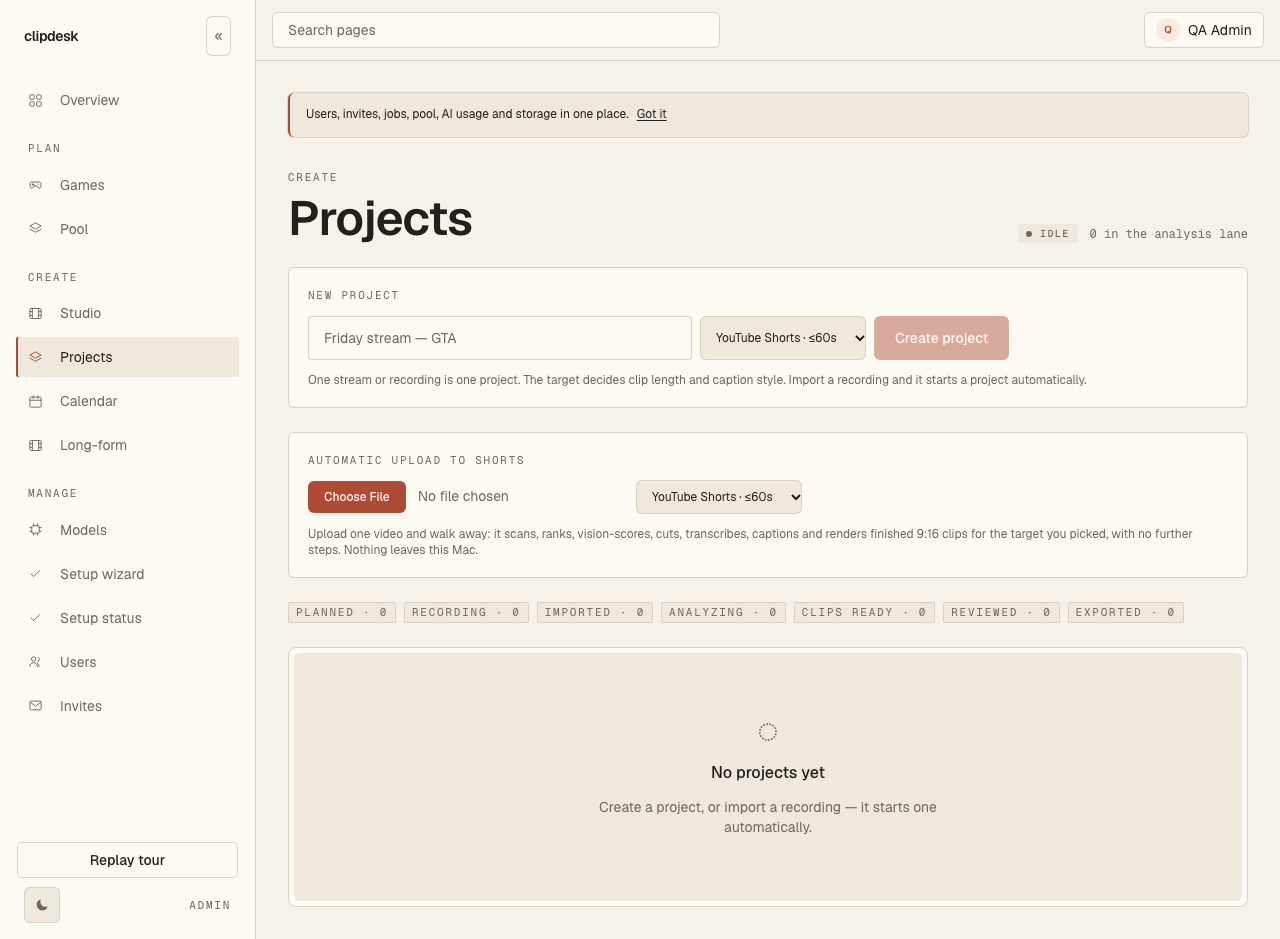 clipdesk
«
Search pages
Q
QA Admin
Overview
PLAN
Games
Pool
CREATE
Studio
Projects
Calendar
Long-form
MANAGE
Models
Setup wizard
Setup status
Users
Invites
Replay tour
ADMIN
Users, invites, jobs, pool, AI usage and storage in one place. Got it
CREATE
Projects
IDLE 0 in the analysis lane
NEW PROJECT
Friday stream — GTA
YouTube Shorts · ≤60s
Create project
One stream or recording is one project. The target decides clip length and caption style. Import a recording and it starts a project automatically.
AUTOMATIC UPLOAD TO SHORTS
Choose File No file chosen
YouTube Shorts · ≤60s
Upload one video and walk away: it scans, ranks, vision-scores, cuts, transcribes, captions and renders finished 9:16 clips for the target you picked, with no further
steps. Nothing leaves this Mac.
PLANNED · 0 RECORDING · 0 IMPORTED · 0 ANALYZING · 0 CLIPS READY · 0 REVIEWED · 0 EXPORTED · 0
No projects yet
Create a project, or import a recording — it starts one
automatically.